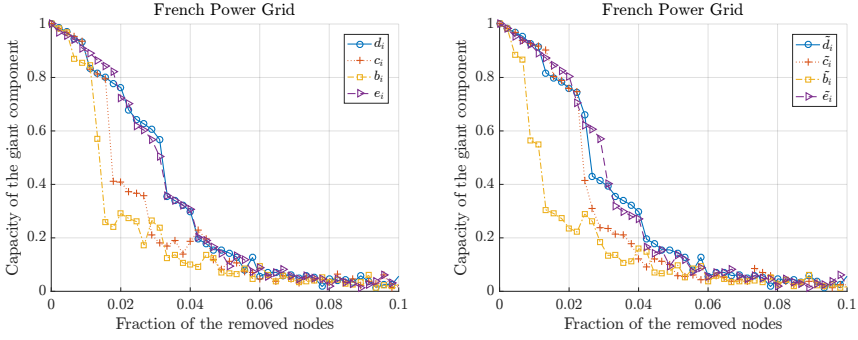 French Power Grid
1
0.8
0.6
0.4
0.2
0
0 0.02 0.04 0.06 0.08 0.1
Capacity of the giant component
Fraction of the removed nodes
d_i
c_i
b_i
e_i
French Power Grid
1
0.8
0.6
0.4
0.2
0
0 0.02 0.04 0.06 0.08 0.1
Capacity of the giant component
Fraction of the removed nodes
d̃_i
c̃_i
b̃_i
ẽ_i